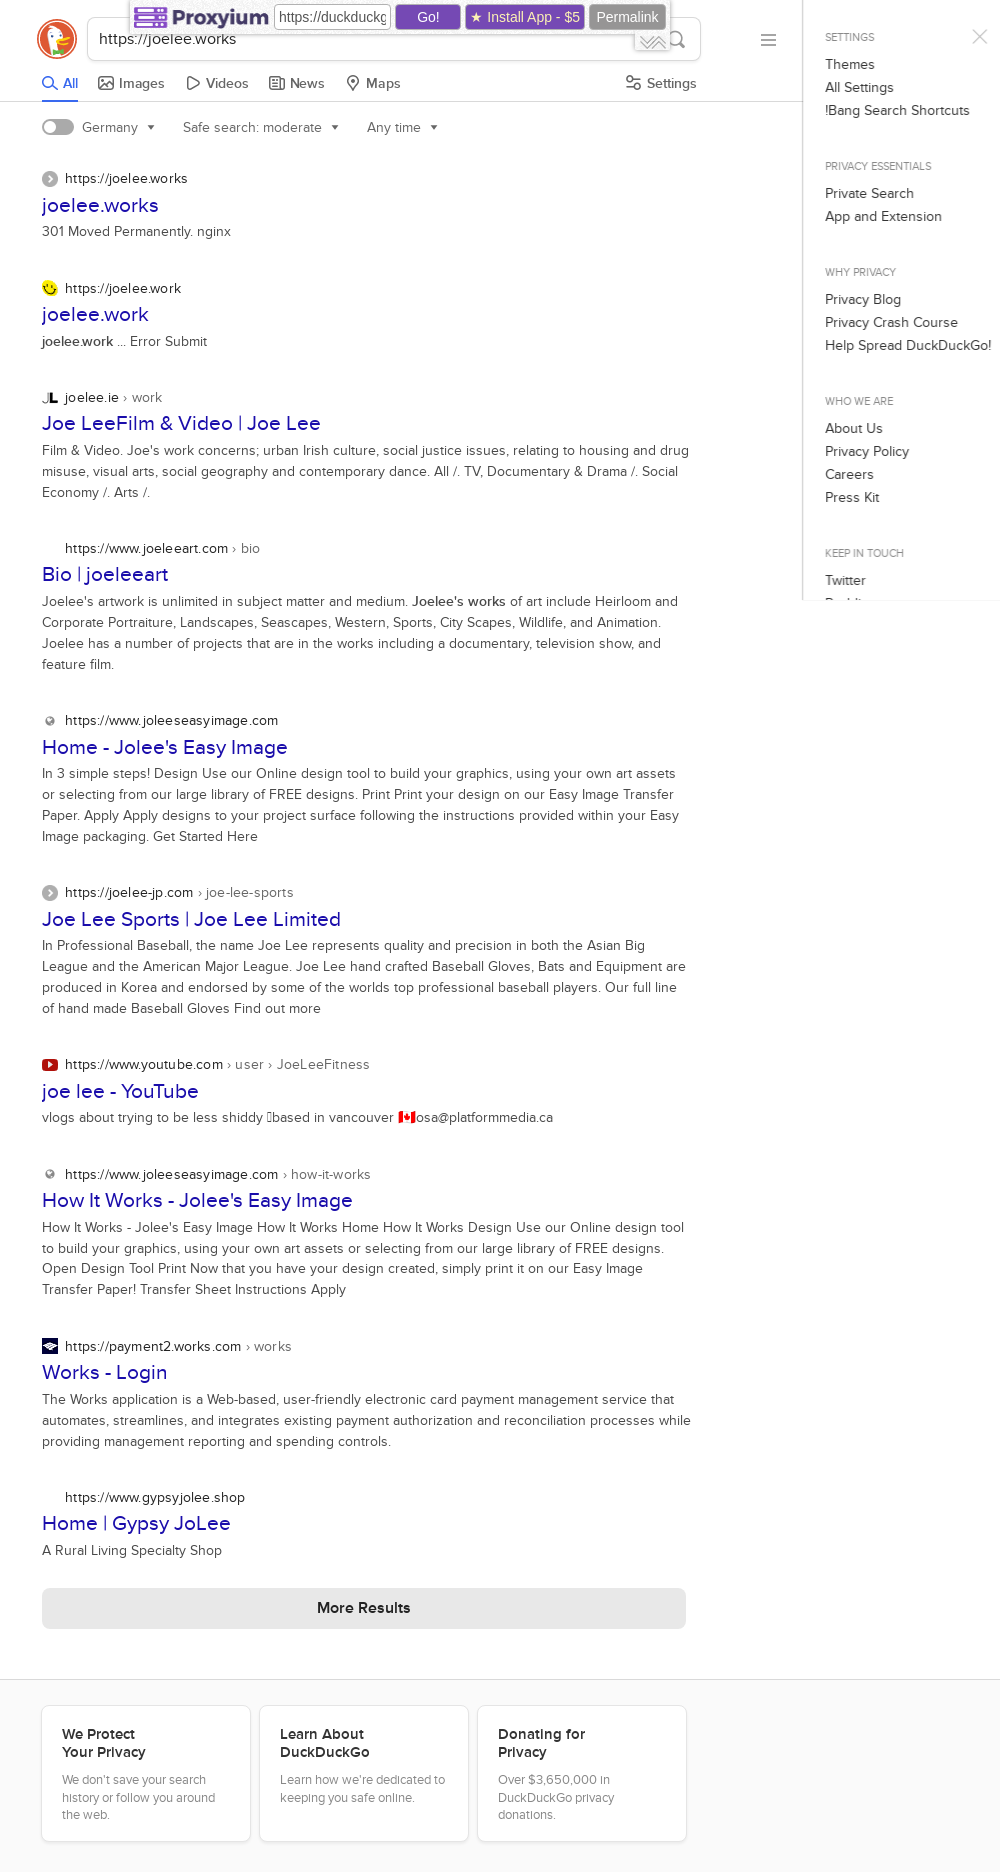 Proxyium
https://duckduckg
Go!
★ Install App - $5
Permalink
https://joelee.works
All
Images
Videos
News
Maps
Settings
Germany
Safe search: moderate
Any time
https://joelee.works
joelee.works
301 Moved Permanently. nginx
https://joelee.work
joelee.work
joelee.work ... Error Submit
joelee.ie › work
Joe LeeFilm & Video | Joe Lee
Film & Video. Joe's work concerns; urban Irish culture, social justice issues, relating to housing and drug
misuse, visual arts, social geography and contemporary dance. All /. TV, Documentary & Drama /. Social
Economy /. Arts /.
https://www.joeleeart.com › bio
Bio | joeleeart
Joelee's artwork is unlimited in subject matter and medium. Joelee's works of art include Heirloom and
Corporate Portraiture, Landscapes, Seascapes, Western, Sports, City Scapes, Wildlife, and Animation.
Joelee has a number of projects that are in the works including a documentary, television show, and
feature film.
https://www.joleeseasyimage.com
Home - Jolee's Easy Image
In 3 simple steps! Design Use our Online design tool to build your graphics, using your own art assets
or selecting from our large library of FREE designs. Print Print your design on our Easy Image Transfer
Paper. Apply Apply designs to your project surface following the instructions provided within your Easy
Image packaging. Get Started Here
https://joelee-jp.com › joe-lee-sports
Joe Lee Sports | Joe Lee Limited
In Professional Baseball, the name Joe Lee represents quality and precision in both the Asian Big
League and the American Major League. Joe Lee hand crafted Baseball Gloves, Bats and Equipment are
produced in Korea and endorsed by some of the worlds top professional baseball players. Our full line
of hand made Baseball Gloves Find out more
https://www.youtube.com › user › JoeLeeFitness
joe lee - YouTube
vlogs about trying to be less shiddy based in vancouver 🇨🇦osa@platformmedia.ca
https://www.joleeseasyimage.com › how-it-works
How It Works - Jolee's Easy Image
How It Works - Jolee's Easy Image How It Works Home How It Works Design Use our Online design tool
to build your graphics, using your own art assets or selecting from our large library of FREE designs.
Open Design Tool Print Now that you have your design created, simply print it on our Easy Image
Transfer Paper! Transfer Sheet Instructions Apply
https://payment2.works.com › works
Works - Login
The Works application is a Web-based, user-friendly electronic card payment management service that
automates, streamlines, and integrates existing payment authorization and reconciliation processes while
providing management reporting and spending controls.
https://www.gypsyjolee.shop
Home | Gypsy JoLee
A Rural Living Specialty Shop
More Results
We Protect
Your Privacy
We don't save your search
history or follow you around
the web.
Learn About
DuckDuckGo
Learn how we're dedicated to
keeping you safe online.
Donating for
Privacy
Over $3,650,000 in
DuckDuckGo privacy
donations.
SETTINGS
Themes
All Settings
!Bang Search Shortcuts
PRIVACY ESSENTIALS
Private Search
App and Extension
WHY PRIVACY
Privacy Blog
Privacy Crash Course
Help Spread DuckDuckGo!
WHO WE ARE
About Us
Privacy Policy
Careers
Press Kit
KEEP IN TOUCH
Twitter